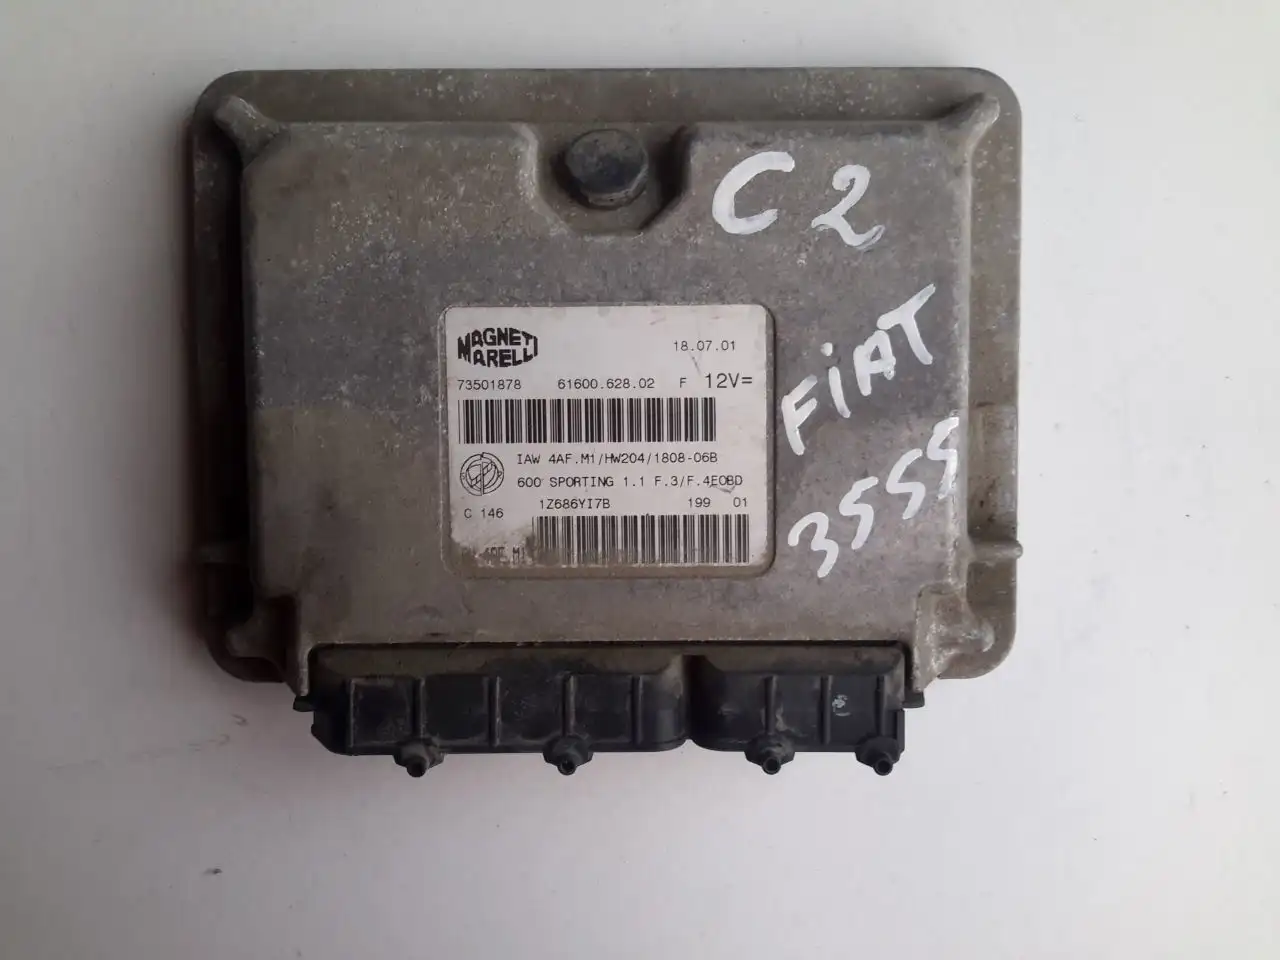 C2
FIAT
3555
MAGNETI
MARELLI
18.07.01
73501878 61600.628.02 F 12V=
IAW 4AF.M1/HW204/1808-06B
600 SPORTING 1.1 F.3/F.4EOBD
C 146 1Z686YI7B 199 01